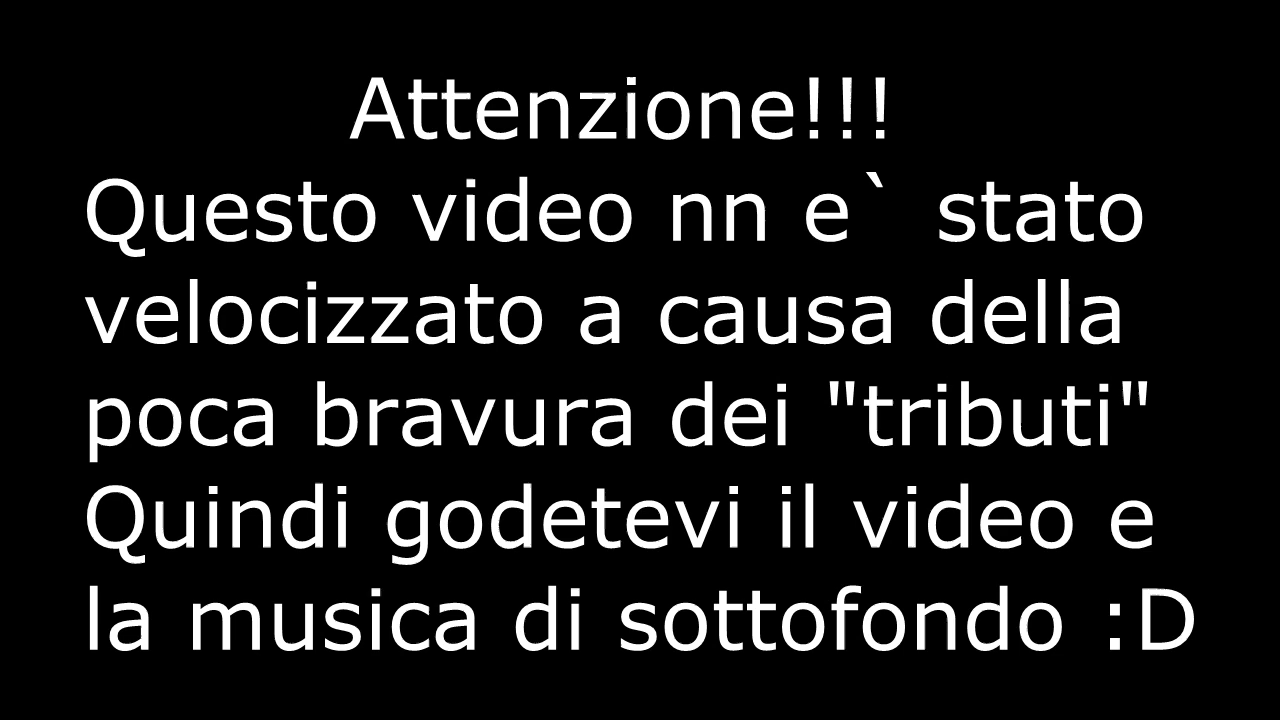 Attenzione!!!
Questo video nn e` stato
velocizzato a causa della
poca bravura dei "tributi"
Quindi godetevi il video e
la musica di sottofondo :D